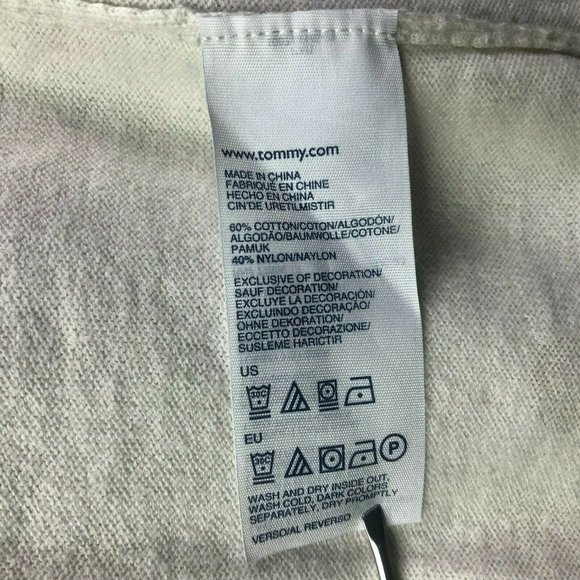 www.tommy.com
MADE IN CHINA
FABRIQUÉ EN CHINE
HECHO EN CHINA
CIN'DE URETILMISTIR
60% COTTON/COTON/ALGODÓN/
ALGODÃO/BAUMWOLLE/COTONE/
PAMUK
40% NYLON/NAYLON
EXCLUSIVE OF DECORATION/
SAUF DECORATION/
EXCLUYE LA DECORACIÓN/
EXCLUINDO DECORAÇÃO/
OHNE DEKORATION/
ECCETTO DECORAZIONE/
SUSLEME HARICTIR
US
30C
EU
30C P
WASH AND DRY INSIDE OUT,
WASH COLD, DARK COLORS
SEPARATELY, DRY PROMPTLY
VERSO/AL REVERSO